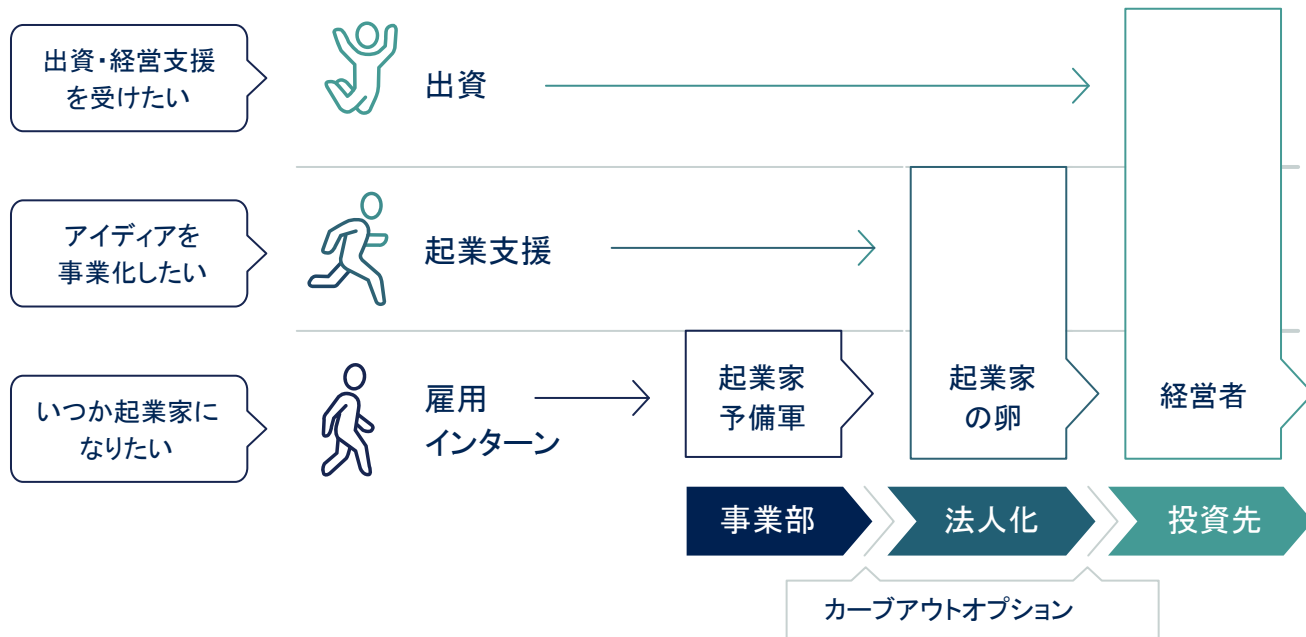 出資・経営支援
を受けたい
出資
アイディアを
事業化したい
起業支援
いつか起業家に
なりたい
雇用
インターン
起業家
予備軍
起業家
の卵
経営者
事業部
法人化
投資先
カーブアウトオプション